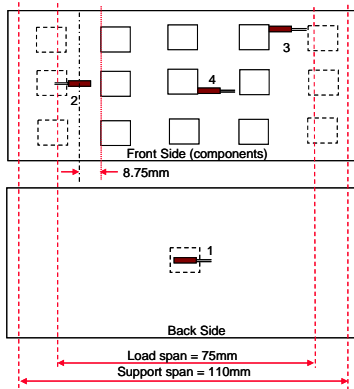 3
4
2
Front Side (components)
8.75mm
1
Back Side
Load span = 75mm
Support span = 110mm